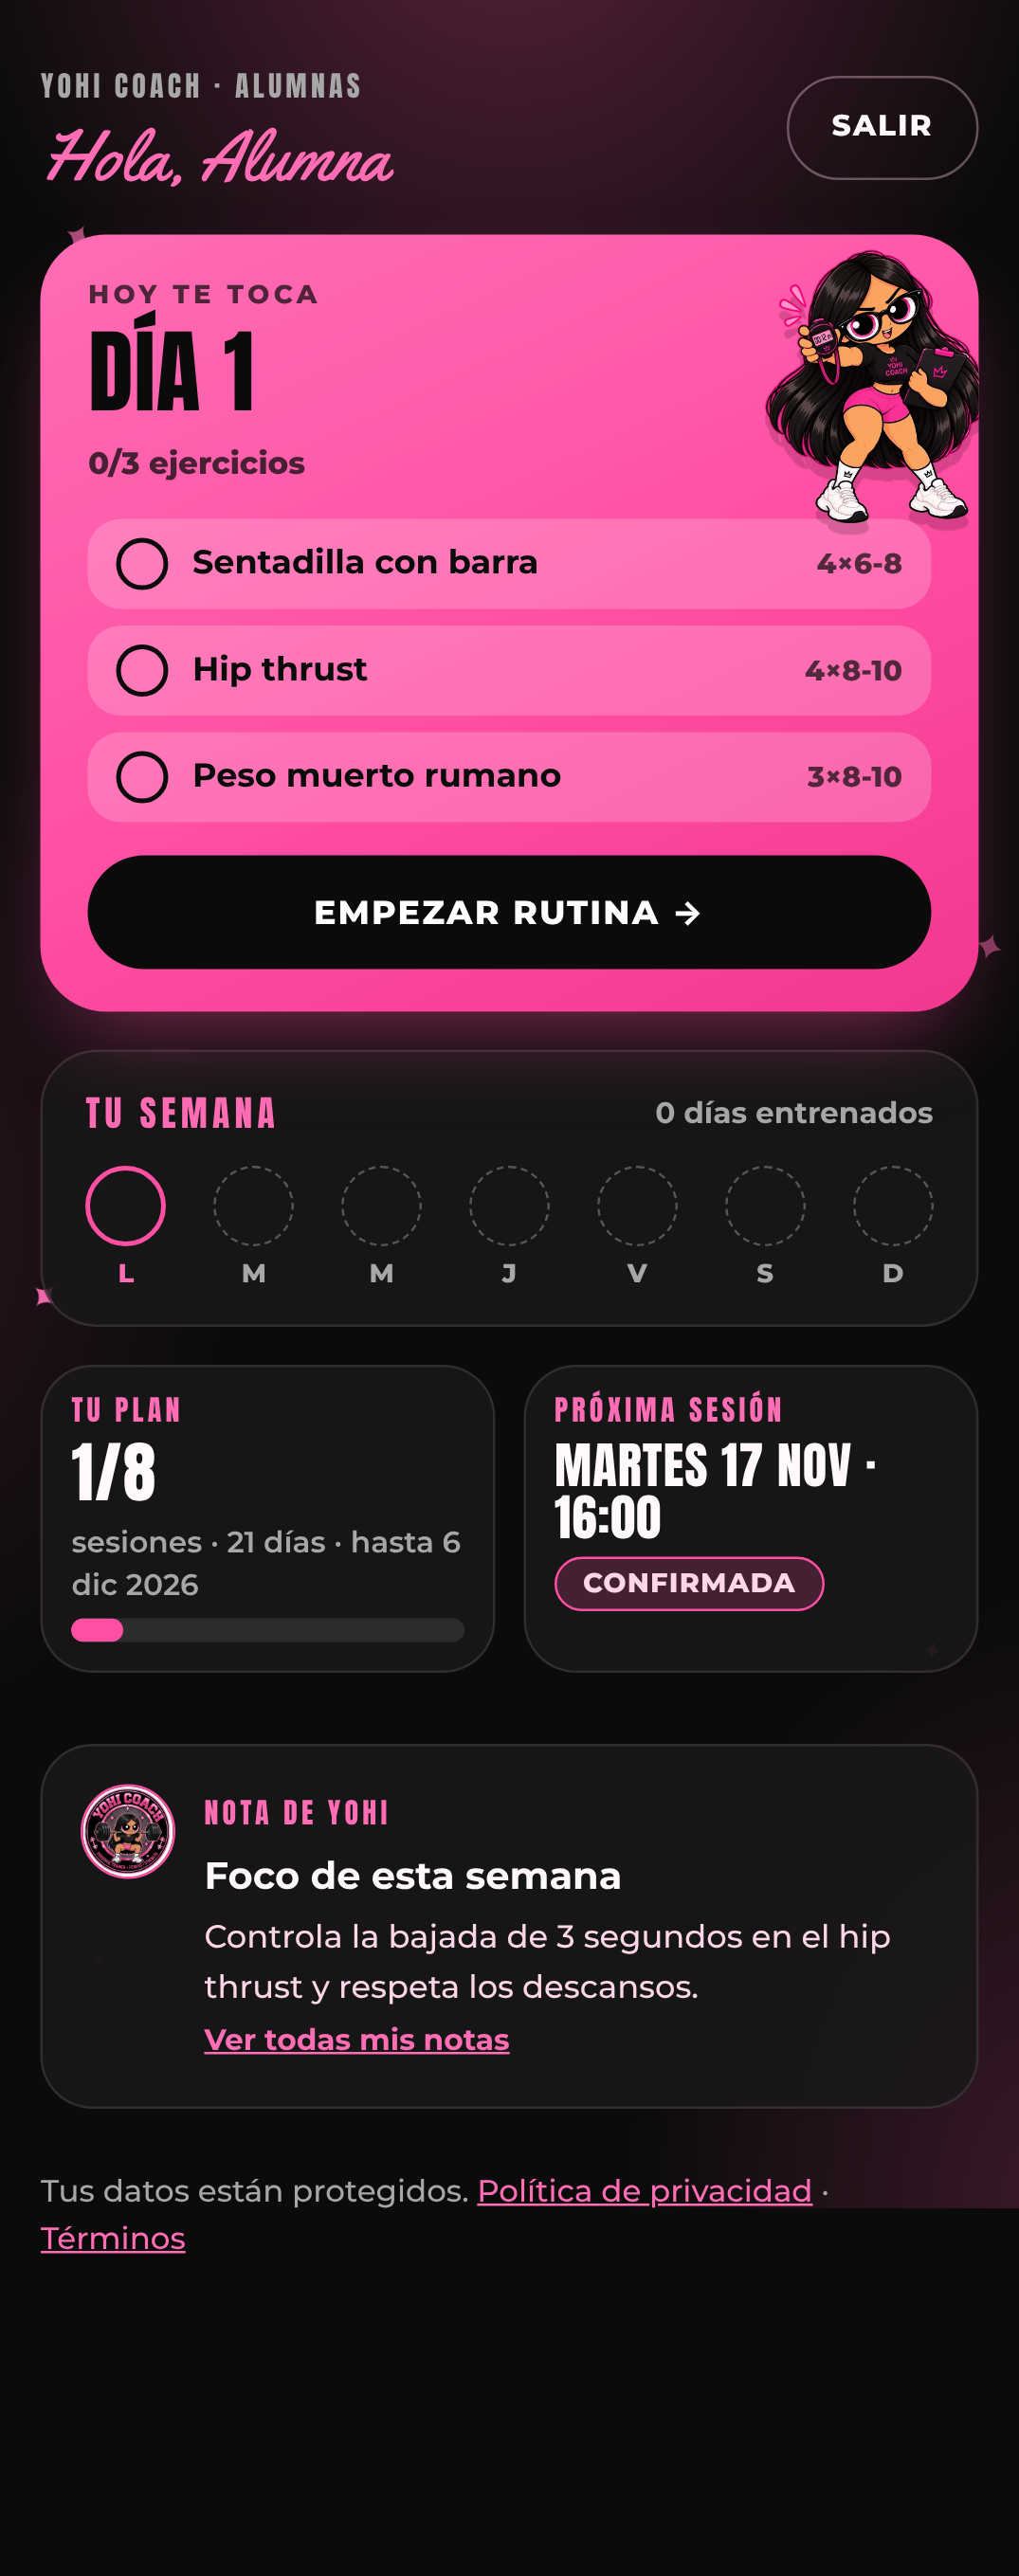 YOHI COACH · ALUMNAS
Hola, Alumna
SALIR
HOY TE TOCA
DÍA 1
0/3 ejercicios
YOHI
COACH
Sentadilla con barra 4×6-8
Hip thrust 4×8-10
Peso muerto rumano 3×8-10
EMPEZAR RUTINA →
TU SEMANA 0 días entrenados
L M M J V S D
TU PLAN
1/8
sesiones · 21 días · hasta 6
dic 2026
PRÓXIMA SESIÓN
MARTES 17 NOV ·
16:00
CONFIRMADA
YOHI COACH
NOTA DE YOHI
Foco de esta semana
Controla la bajada de 3 segundos en el hip
thrust y respeta los descansos.
Ver todas mis notas
Tus datos están protegidos. Política de privacidad ·
Términos